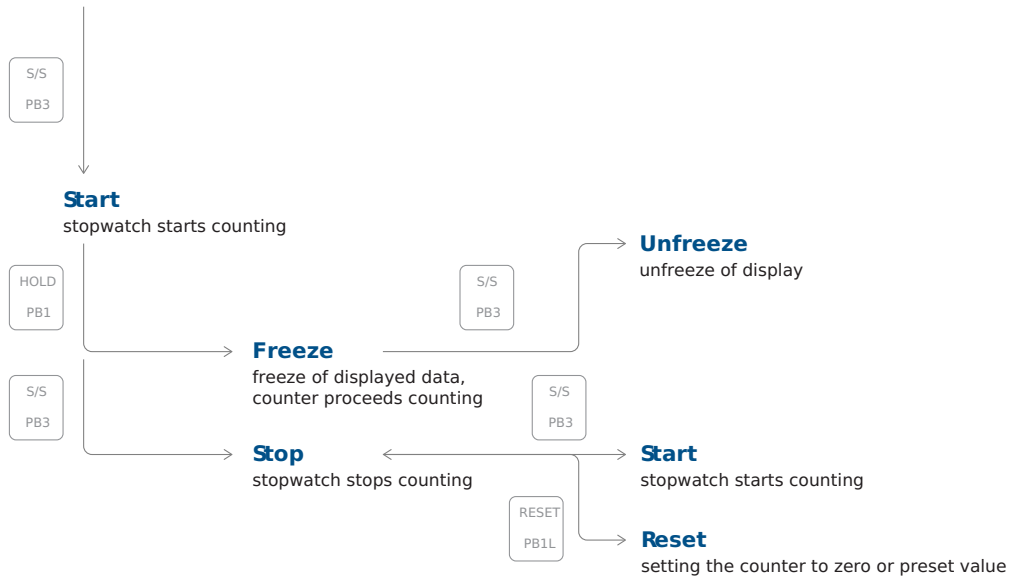 S/S
PB3
Start
stopwatch starts counting
HOLD
PB1
S/S
PB3
Unfreeze
unfreeze of display
Freeze
freeze of displayed data,
counter proceeds counting
S/S
PB3
S/S
PB3
Stop
stopwatch stops counting
Start
stopwatch starts counting
RESET
PB1L
Reset
setting the counter to zero or preset value